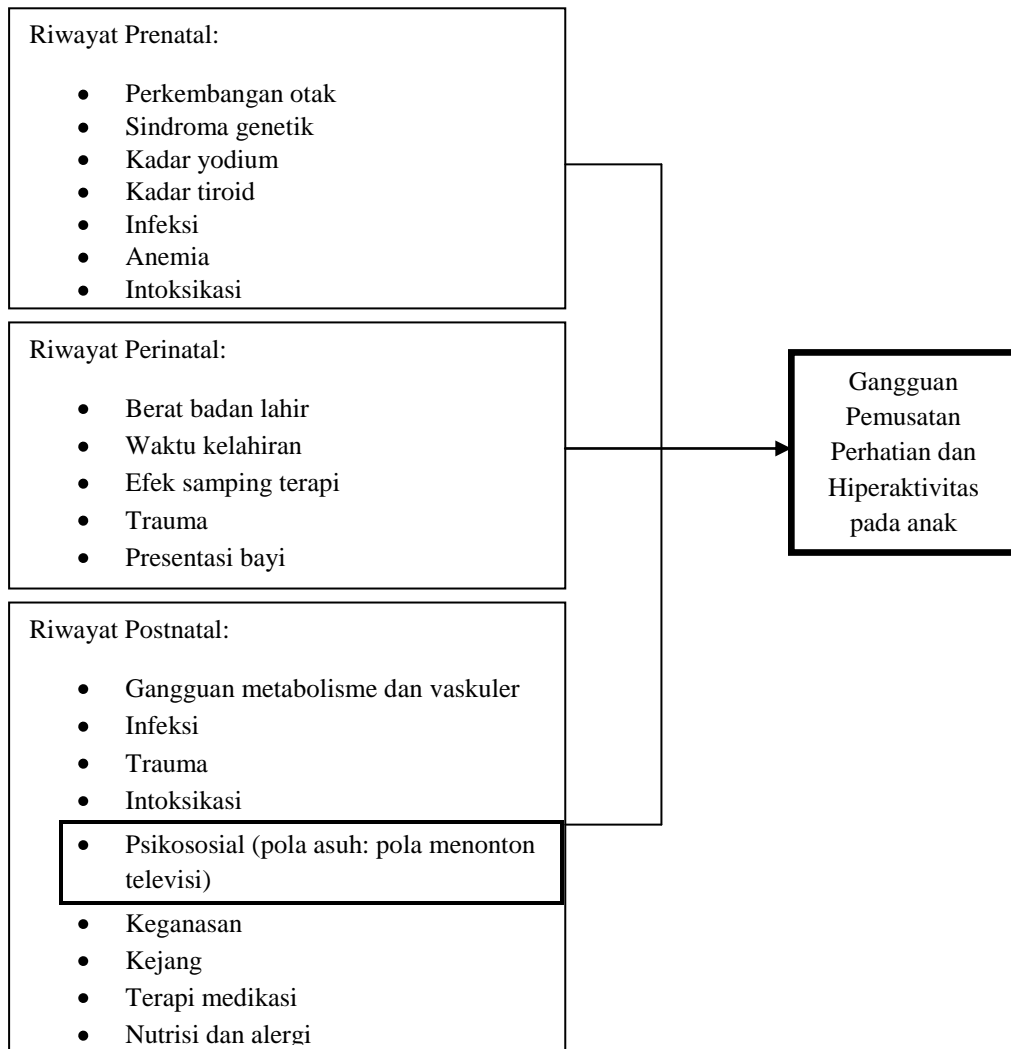 Riwayat Prenatal:
• Perkembangan otak
• Sindroma genetik
• Kadar yodium
• Kadar tiroid
• Infeksi
• Anemia
• Intoksikasi
Riwayat Perinatal:
• Berat badan lahir
• Waktu kelahiran
• Efek samping terapi
• Trauma
• Presentasi bayi
Riwayat Postnatal:
• Gangguan metabolisme dan vaskuler
• Infeksi
• Trauma
• Intoksikasi
• Psikososial (pola asuh: pola menonton
televisi)
• Keganasan
• Kejang
• Terapi medikasi
• Nutrisi dan alergi
Gangguan
Pemusatan
Perhatian dan
Hiperaktivitas
pada anak